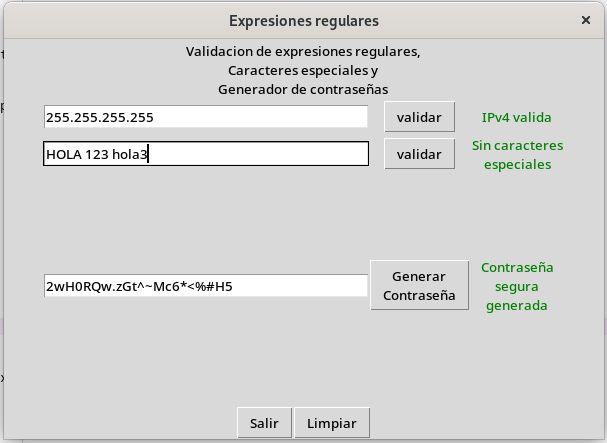 Expresiones regulares ×
Validacion de expresiones regulares,
Caracteres especiales y
Generador de contraseñas
255.255.255.255 validar IPv4 valida
HOLA 123 hola3 validar Sin caracteres
especiales
2wH0RQw.zGt^~Mc6*<%#H5 Generar
Contraseña
Contraseña
segura
generada
Salir Limpiar